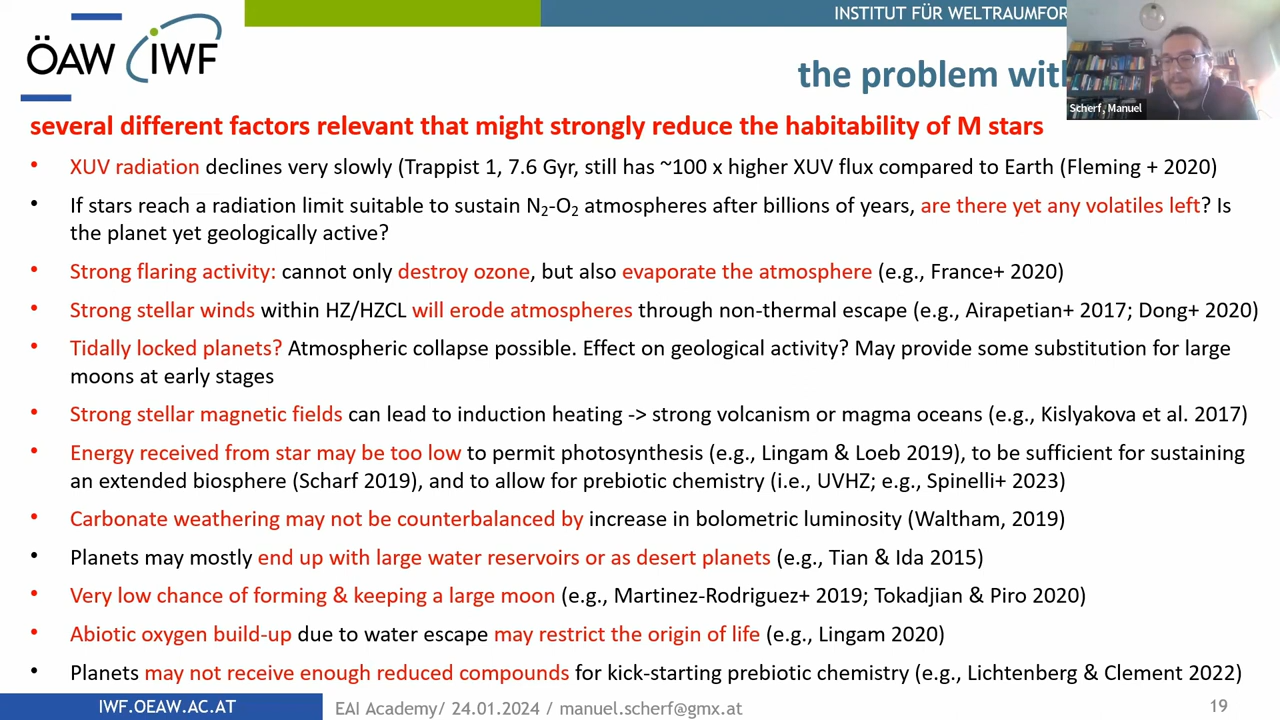 INSTITUT FÜR WELTRAUMFOR
ÖAW IWF
the problem with
Scherf, Manuel
several different factors relevant that might strongly reduce the habitability of M stars
• XUV radiation declines very slowly (Trappist 1, 7.6 Gyr, still has ~100 x higher XUV flux compared to Earth (Fleming + 2020)
• If stars reach a radiation limit suitable to sustain N₂-O₂ atmospheres after billions of years, are there yet any volatiles left? Is
the planet yet geologically active?
• Strong flaring activity: cannot only destroy ozone, but also evaporate the atmosphere (e.g., France+ 2020)
• Strong stellar winds within HZ/HZCL will erode atmospheres through non-thermal escape (e.g., Airapetian+ 2017; Dong+ 2020)
• Tidally locked planets? Atmospheric collapse possible. Effect on geological activity? May provide some substitution for large
moons at early stages
• Strong stellar magnetic fields can lead to induction heating -> strong volcanism or magma oceans (e.g., Kislyakova et al. 2017)
• Energy received from star may be too low to permit photosynthesis (e.g., Lingam & Loeb 2019), to be sufficient for sustaining
an extended biosphere (Scharf 2019), and to allow for prebiotic chemistry (i.e., UVHZ; e.g., Spinelli+ 2023)
• Carbonate weathering may not be counterbalanced by increase in bolometric luminosity (Waltham, 2019)
• Planets may mostly end up with large water reservoirs or as desert planets (e.g., Tian & Ida 2015)
• Very low chance of forming & keeping a large moon (e.g., Martinez-Rodriguez+ 2019; Tokadjian & Piro 2020)
• Abiotic oxygen build-up due to water escape may restrict the origin of life (e.g., Lingam 2020)
• Planets may not receive enough reduced compounds for kick-starting prebiotic chemistry (e.g., Lichtenberg & Clement 2022)
IWF.OEAW.AC.AT EAI Academy/ 24.01.2024 / manuel.scherf@gmx.at 19